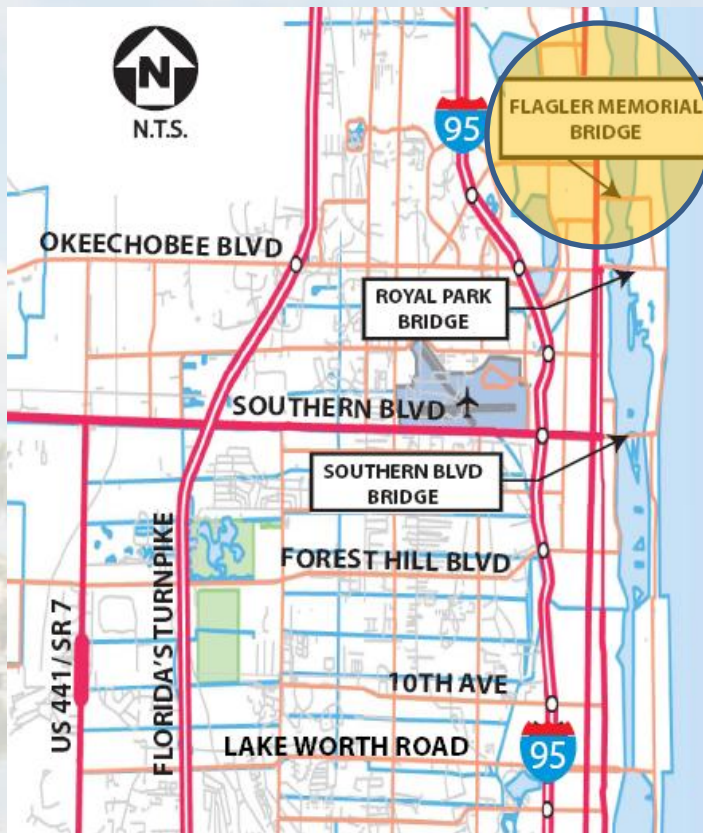 N
N.T.S.
95
FLAGLER MEMORIAL
BRIDGE
OKEECHOBEE BLVD
ROYAL PARK
BRIDGE
SOUTHERN BLVD
SOUTHERN BLVD
BRIDGE
FOREST HILL BLVD
US 441/SR 7
FLORIDA'S TURNPIKE
10TH AVE
LAKE WORTH ROAD
95